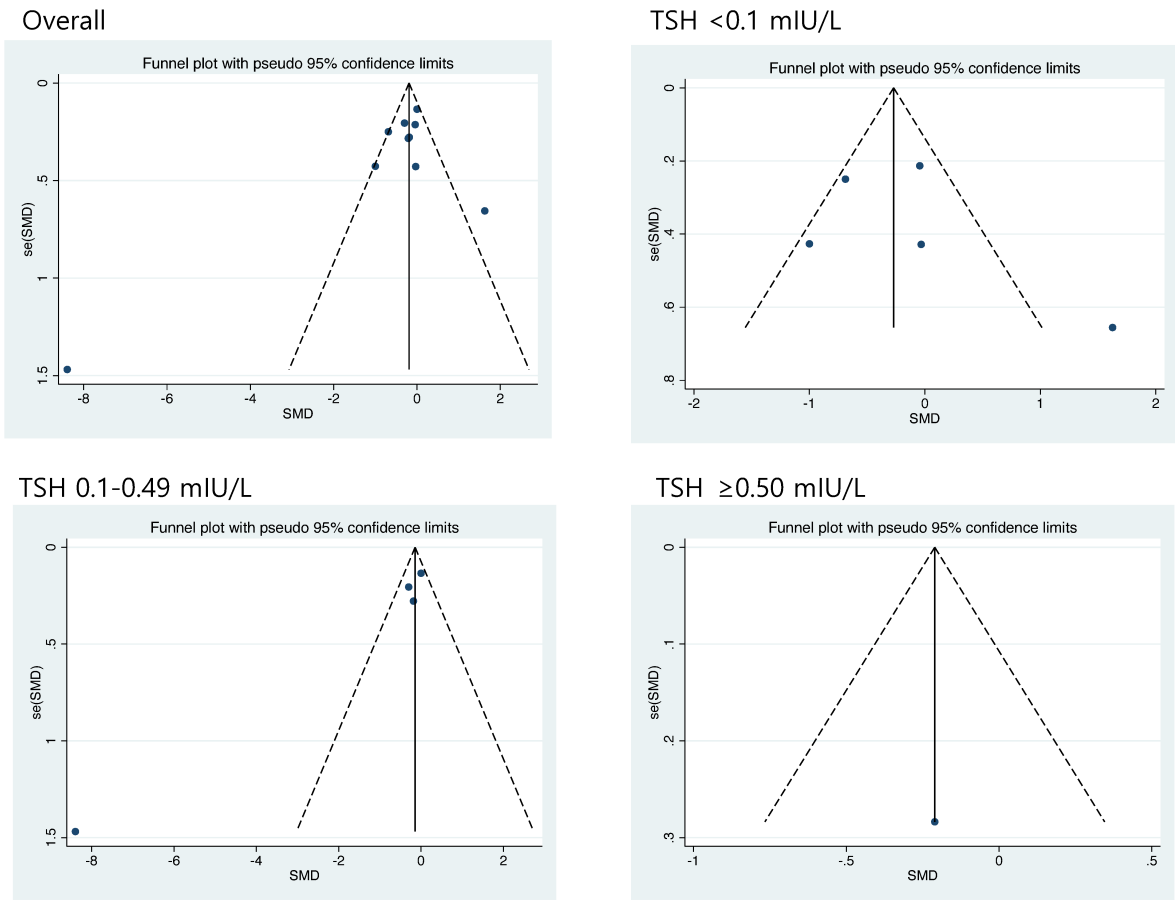 Overall
Funnel plot with pseudo 95% confidence limits
se(SMD)
0
.5
1
1.5
-8
-6
-4
-2
0
2
SMD
TSH <0.1 mIU/L
Funnel plot with pseudo 95% confidence limits
se(SMD)
0
.2
.4
.6
.8
-2
-1
0
1
2
SMD
TSH 0.1-0.49 mIU/L
Funnel plot with pseudo 95% confidence limits
se(SMD)
0
.5
1
1.5
-8
-6
-4
-2
0
2
SMD
TSH ≥0.50 mIU/L
Funnel plot with pseudo 95% confidence limits
se(SMD)
0
.1
.2
.3
-1
-.5
0
.5
SMD